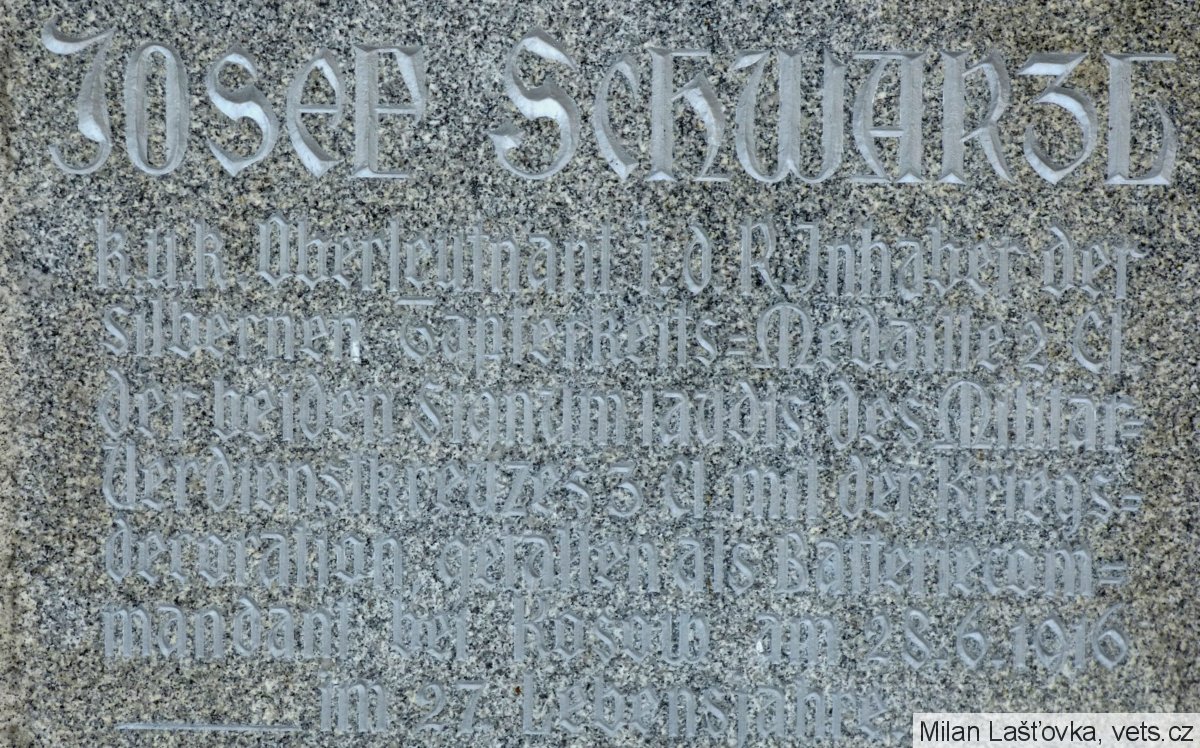 Josef Schwarzl
k.u.k. Oberleutnant i. d. R. Inhaber der
silbernen Tapferkeits=Medaille 2. Cl
der beiden Signum laudis des Militär=
Verdienstkreutzes 3. Cl. mit der Kriegs=
decoration, gefallen als Batteriecom=
mandant bei Kosow am 28.6.1916
im 27. Lebensjahre
Milan Lašťovka, vets.cz